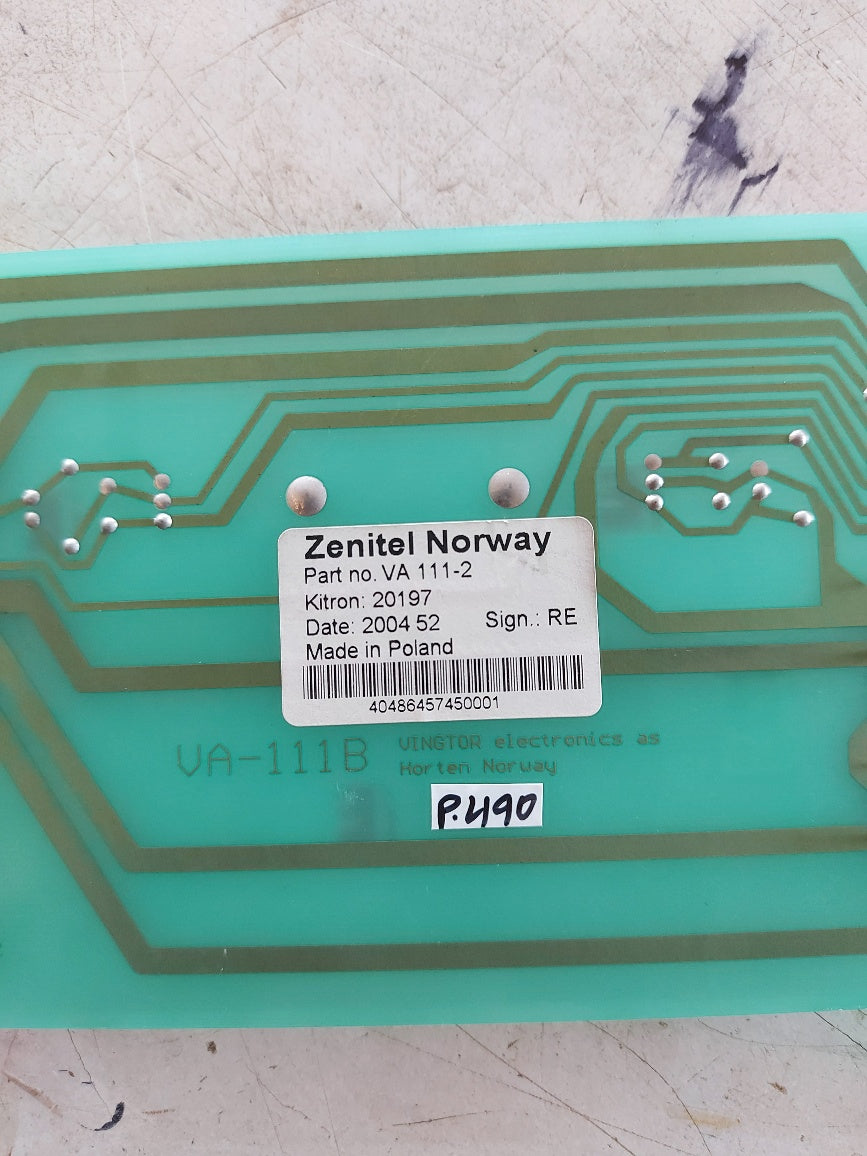 Zenitel Norway
Part no. VA 111-2
Kitron: 20197
Date: 2004 52 Sign.: RE
Made in Poland
40486457450001
VA-111B VINGTOR electronics as
Horten Norway
P.490